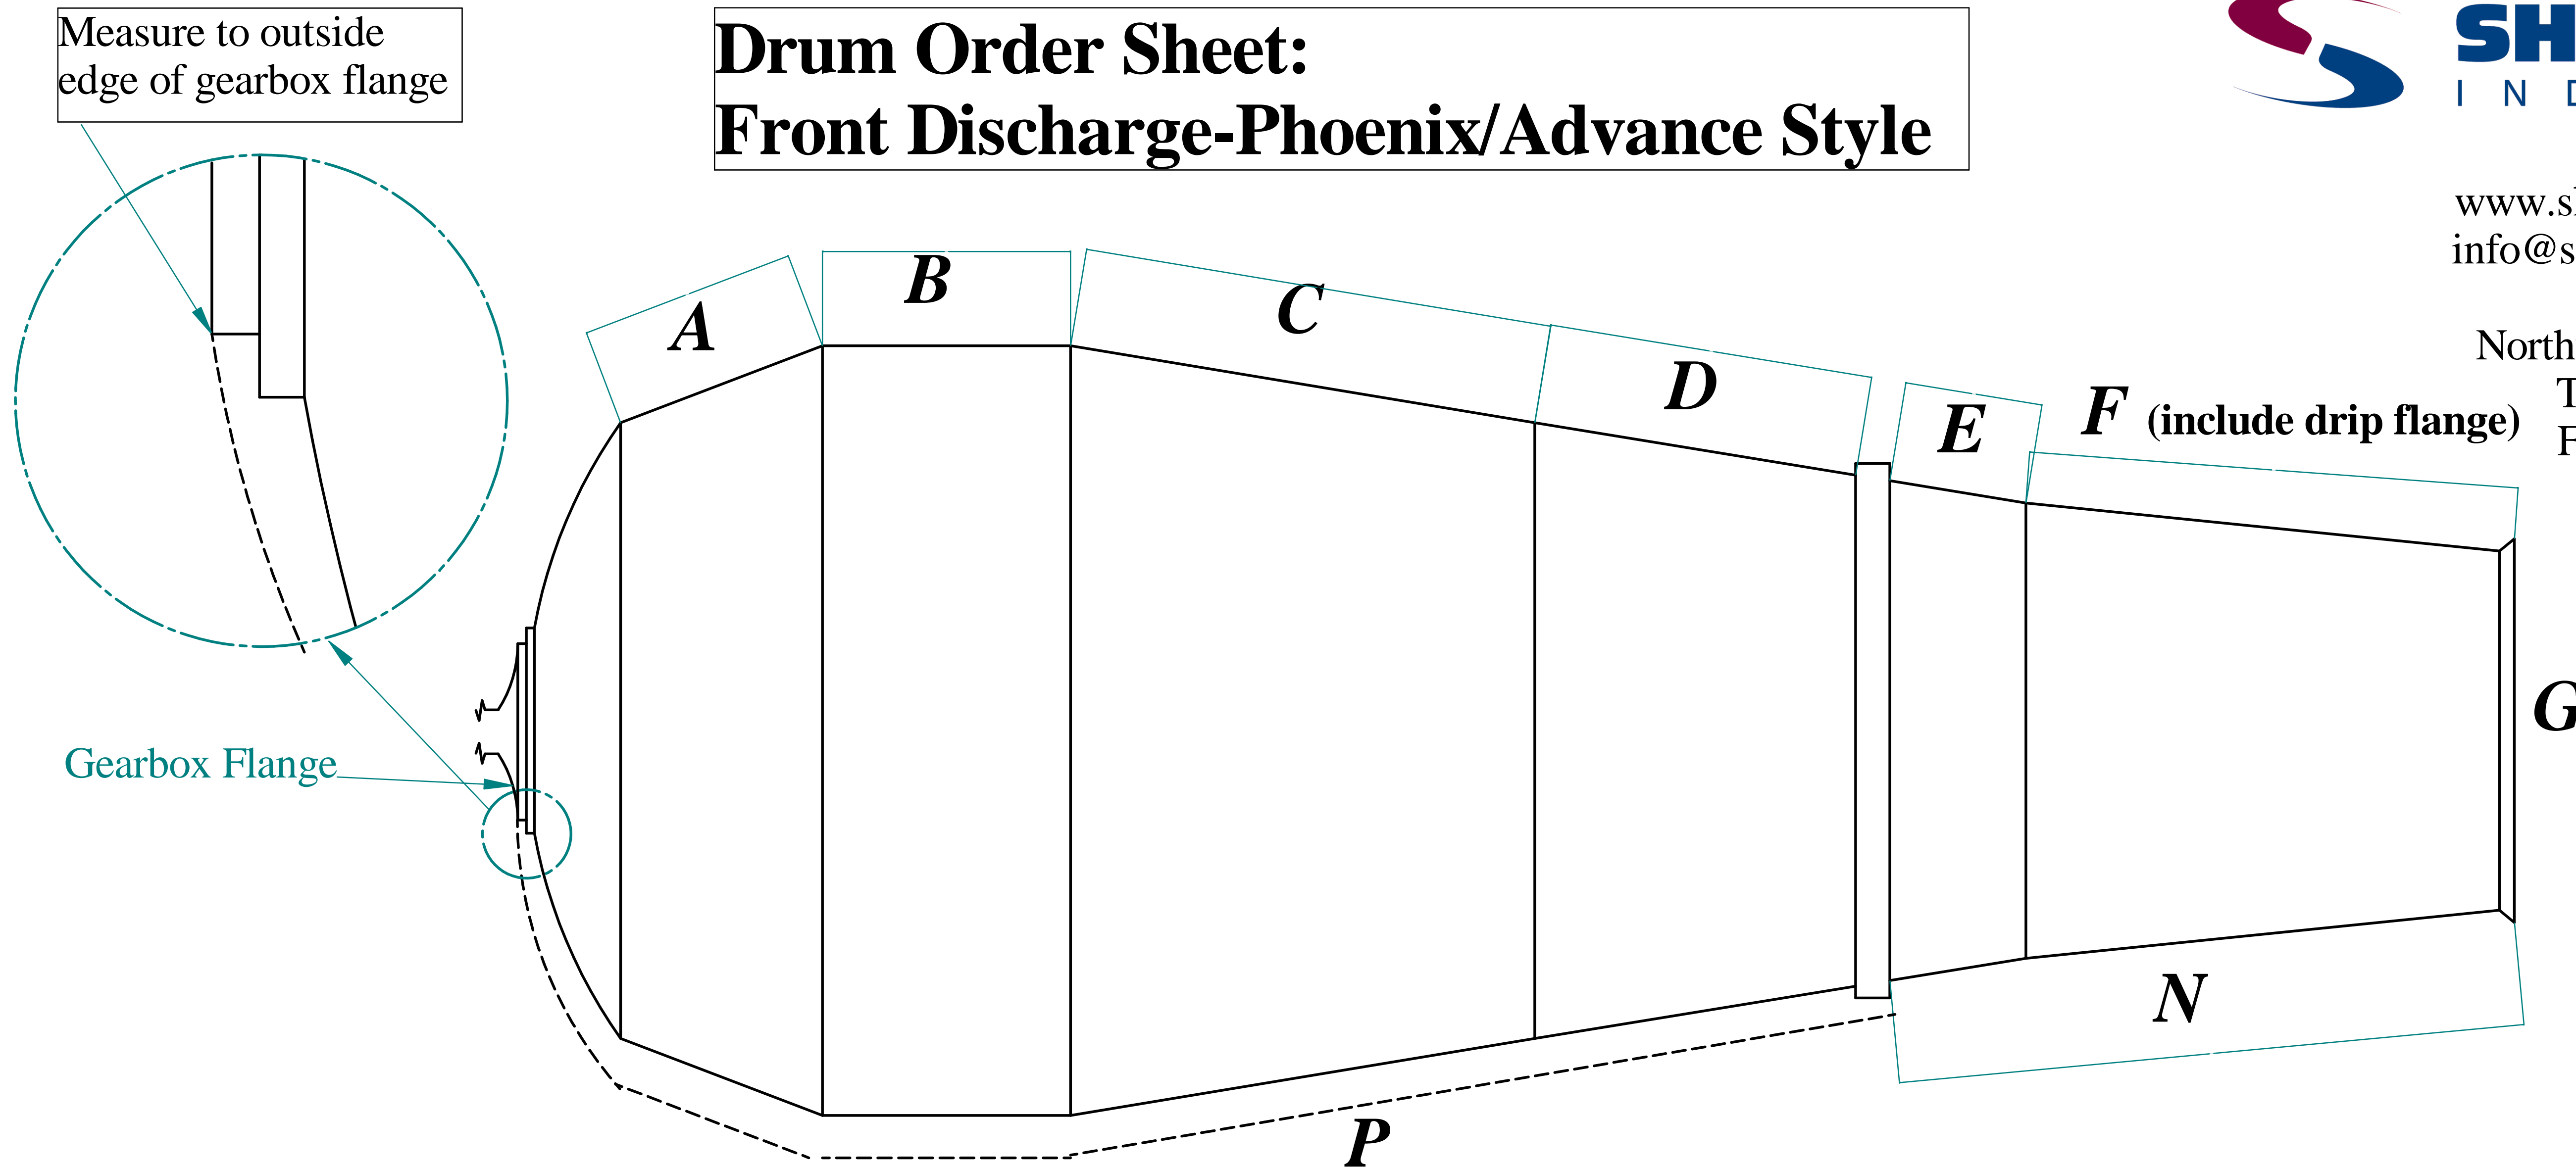 Measure to outside
edge of gearbox flange
Drum Order Sheet:
Front Discharge-Phoenix/Advance Style
A
B
C
D
E
F (include drip flange)
G
N
P
Gearbox Flange